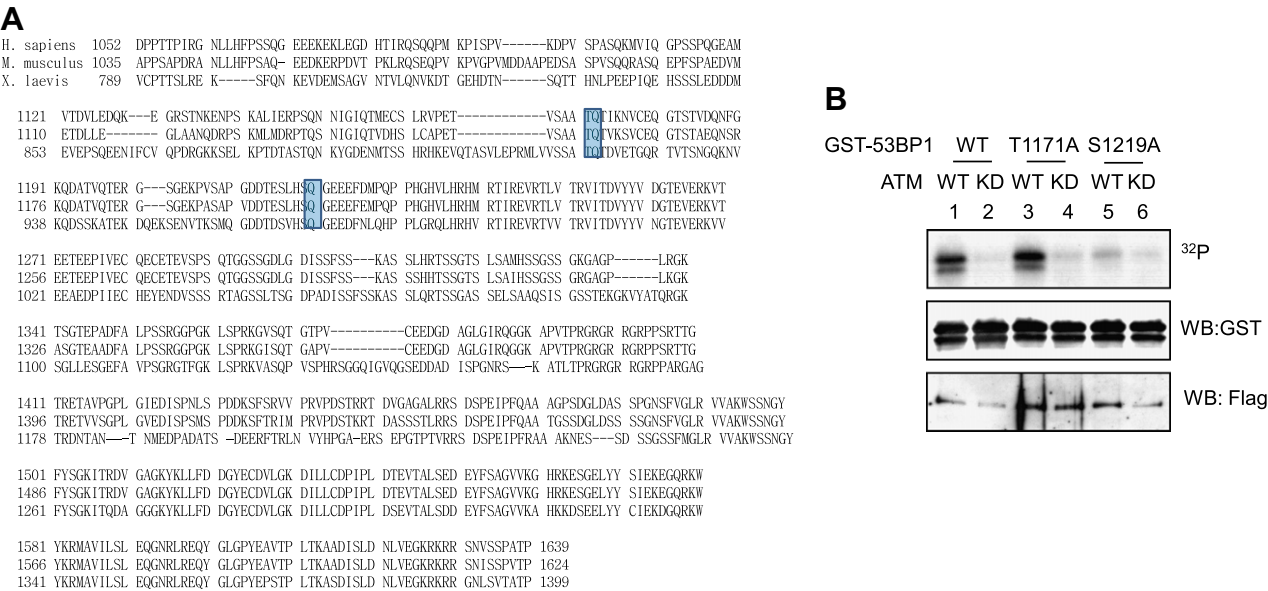 A
H. sapiens 1052 DPPTTPIRG NLLHFPSSQG EEEKEKLEGD HTIRQSQQPM KPISPV------KDPV SPASQKMVIQ GPSSPQGEAM
M. musculus 1035 APPSAPDRA NLLHFPSAQ- EEDKERPDVT PKLRQSEQPV KPVGPVMDDAAPEDSA SPVSQQRASQ EPFSPAEDVM
X. laevis 789 VCPTTSLRE K-----SFQN KEVDEMSAGV NTVLQNVKDT GEHDTN------SQTT HNLPEEPIQE HSSSLEDDDM
1121 VTDVLEDQK---E GRSTNKENPS KALIERPSQN NIGIQTMECS LRVPET------------VSAA TQTIKNVCEQ GTSTVDQNFG
1110 ETDLLE------- GLAANQDRPS KMLMDRPTQS NIGIQTVDHS LCAPET------------VSAA TQTVKSVCEQ GTSTAEQNSR
853 EVEPSQEENIFCV QPDRGKKSEL KPTDTASTQN KYGDENMTSS HRHKEVQTASVLEPRMLVVSSA TQTDVETGQR TVTSNGQKNV
1191 KQDATVQTER G---SGEKPVSAP GDDTESLHSQ GEEEFDMPQP PHGHVLHRHM RTIREVRTLV TRVITDVYYV DGTEVERKVT
1176 KQDATVQTER G---SGEKPASAP VDDTESLHSQ GEEEFEMPQP PHGHVLHRHM RTIREVRTLV TRVITDVYYV DGTEVERKVT
938 KQDSSKATEK DQEKSENVTKSMQ GDDTDSVHSQ GEEDFNLQHP PLGRQLHRHV RTIREVRTVV TRVITDVYYV NGTEVERKVV
1271 EETEEPIVEC QECETEVSPS QTGGSSGDLG DISSFSS---KAS SLHRTSSGTS LSAMHSSGSS GKGAGP------LRGK
1256 EETEEPIVEC QECETEVSPS QTGGSSGDLG DISSFSS---KAS SSHHTSSGTS LSAIHSSGSS GRGAGP------LKGK
1021 EEAEDPIIEC HEYENDVSSS RTAGSSLTSG DPADISSFSSKAS SLQRTSSGAS SELSAAQSIS GSSTEKGKVYATQRGK
1341 TSGTEPADFA LPSSRGGPGK LSPRKGVSQT GTPV----------CEEDGD AGLGIRQGGK APVTPRGRGR RGRPPSRTTG
1326 ASGTEAADFA LPSSRGGPGK LSPRKGISQT GAPV----------CEEDGD AGLGIRQGGK APVTPRGRGR RGRPPSRTTG
1100 SGLLESGEFA VPSGRGTFGK LSPRKVASQP VSPHRSGGQIGVQGSEDDAD ISPGNRS---K ATLTPRGRGR RGRPPARGAG
1411 TRETAVPGPL GIEDISPNLS PDDKSFSRVV PRVPDSTRRT DVGAGALRRS DSPEIPFQAA AGPSDGLDAS SPGNSFVGLR VVAKWSSNGY
1396 TRETVVSGPL GVEDISPSMS PDDKSFTRIM PRVPDSTKRT DASSSTLRRS DSPEIPFQAA TGSSDGLDSS SSGNSFVGLR VVAKWSSNGY
1178 TRDNTAN---T NMEDPADATS -DEERFTRLN VYHPGA-ERS EPGTPTVRRS DSPEIPFRAA AKNES---SD SSGSSFMGLR VVAKWSSNGY
1501 FYSGKITRDV GAGKYKLLFD DGYECDVLGK DILLCDPIPL DTEVTALSED EYFSAGVVKG HRKESGELYY SIEKEGQRKW
1486 FYSGKITRDV GAGKYKLLFD DGYECDVLGK DILLCDPIPL DTEVTALSED EYFSAGVVKG HRKESGELYY SIEKEGQRKW
1261 FYSGKITQDA GGGKYKLLFD DGYECDVLGK DILLCDPIPL DSEVTALSDD EYFSAGVVKA HKKDSEELYY CIEKDGQRKW
1581 YKRMAVILSL EQGNRLREQY GLGPYEAVTP LTKAADISLD NLVEGKRKRR SNVSSPATP 1639
1566 YKRMAVILSL EQGNRLREQY GLGPYEAVTP LTKAADISLD NLVEGKRKRR SNISSPVTP 1624
1341 YKRMAVILSL EQGNRLREQY GLGPYEPSTP LTKASDISLD NLVEGKRKRR GNLSVTATP 1399
B
GST-53BP1 WT T1171A S1219A
ATM WT KD WT KD WT KD
1 2 3 4 5 6
32P
WB:GST
WB: Flag